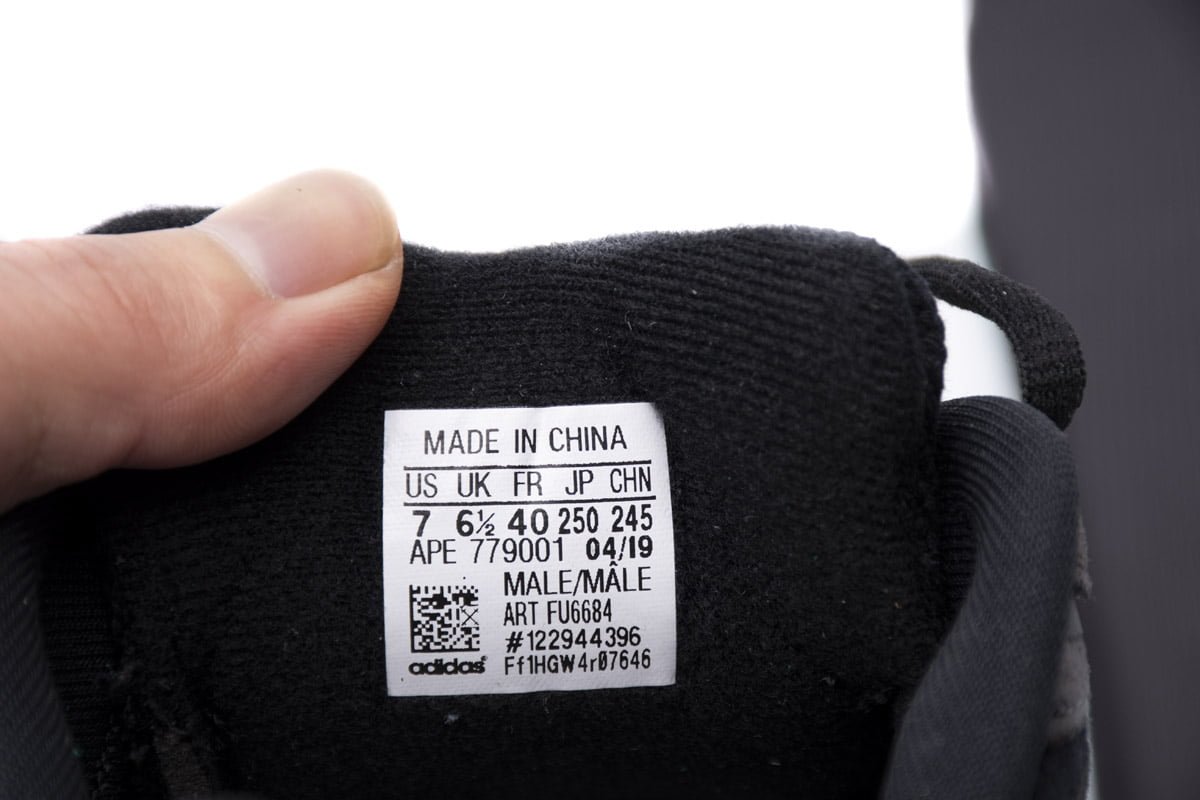 MADE IN CHINA
US UK FR JP CHN
7 6½ 40 250 245
APE 779001 04/19
MALE/MÂLE
ART FU6684
#122944396
adidas Ff1HGW4r07646